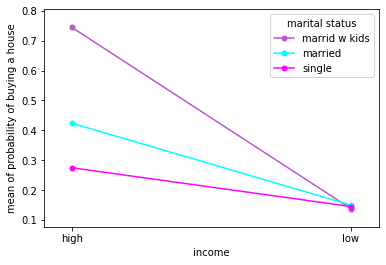 0.8
0.7
0.6
0.5
0.4
0.3
0.2
0.1
mean of probability of buying a house
marital status
marrid w kids
married
single
high
low
income